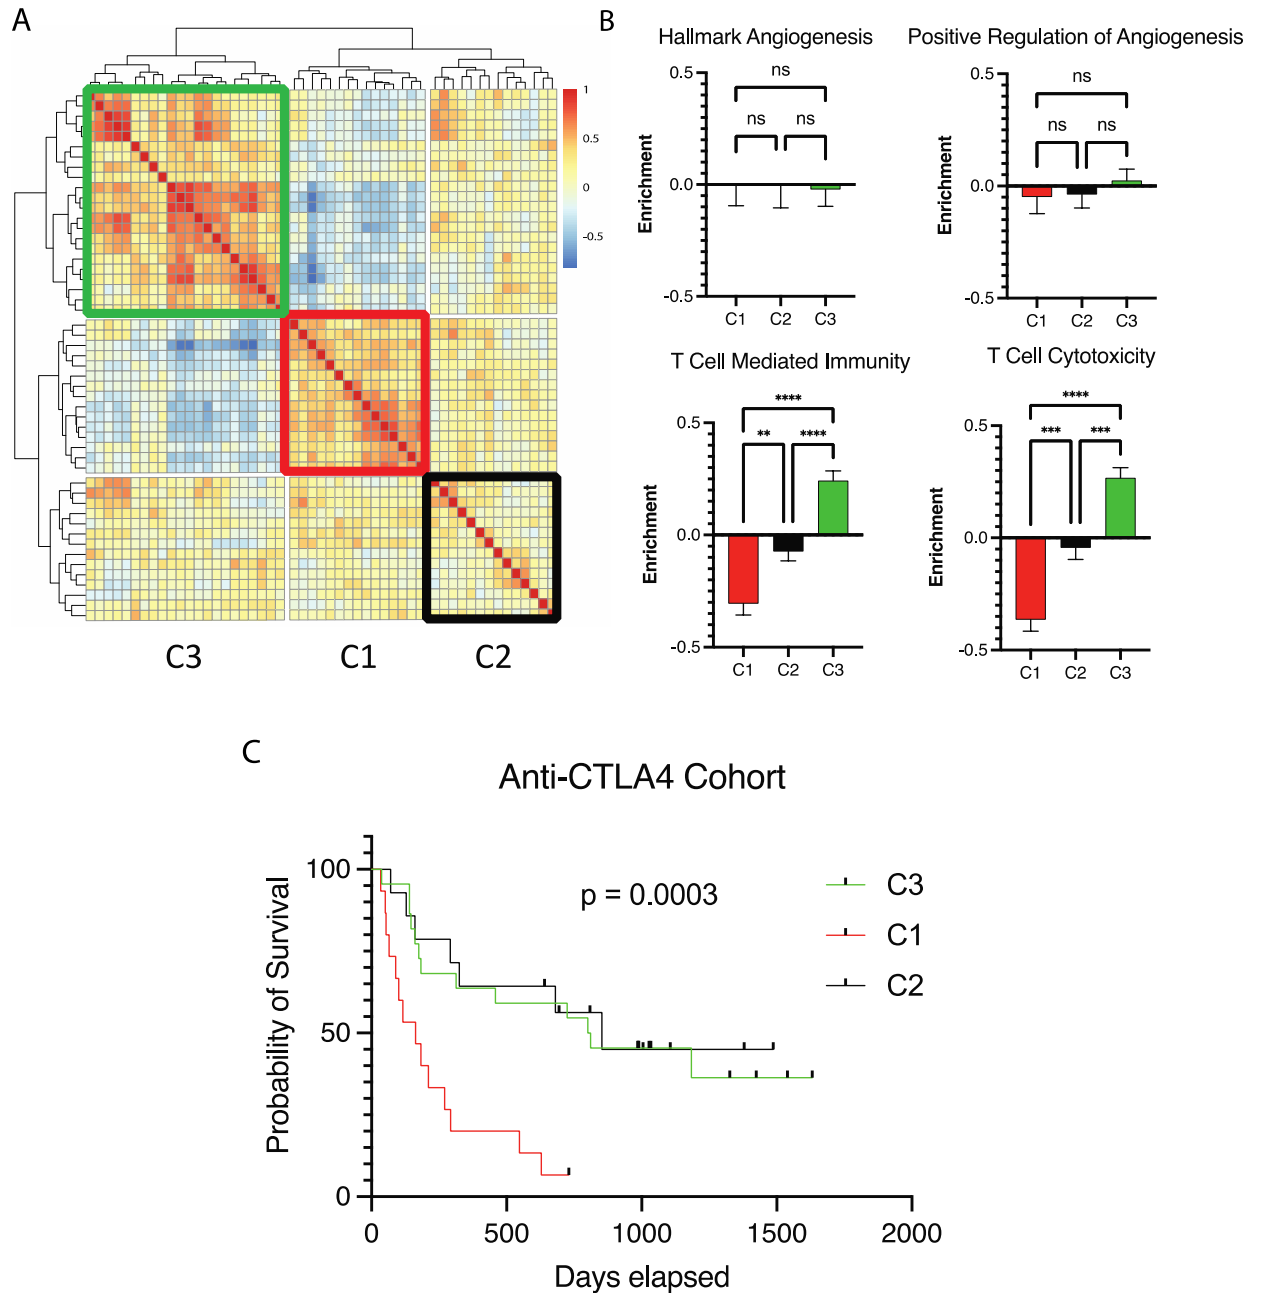 A
1
0.5
0
-0.5
C3
C1
C2
B
Hallmark Angiogenesis
Enrichment
0.5
0.0
-0.5
ns
ns
ns
C1
C2
C3
Positive Regulation of Angiogenesis
Enrichment
0.5
0.0
-0.5
ns
ns
ns
C1
C2
C3
T Cell Mediated Immunity
Enrichment
0.5
0.0
-0.5
****
**
****
C1
C2
C3
T Cell Cytotoxicity
Enrichment
0.5
0.0
-0.5
****
***
***
C1
C2
C3
C
Anti-CTLA4 Cohort
Probability of Survival
100
50
0
p = 0.0003
C3
C1
C2
0
500
1000
1500
2000
Days elapsed